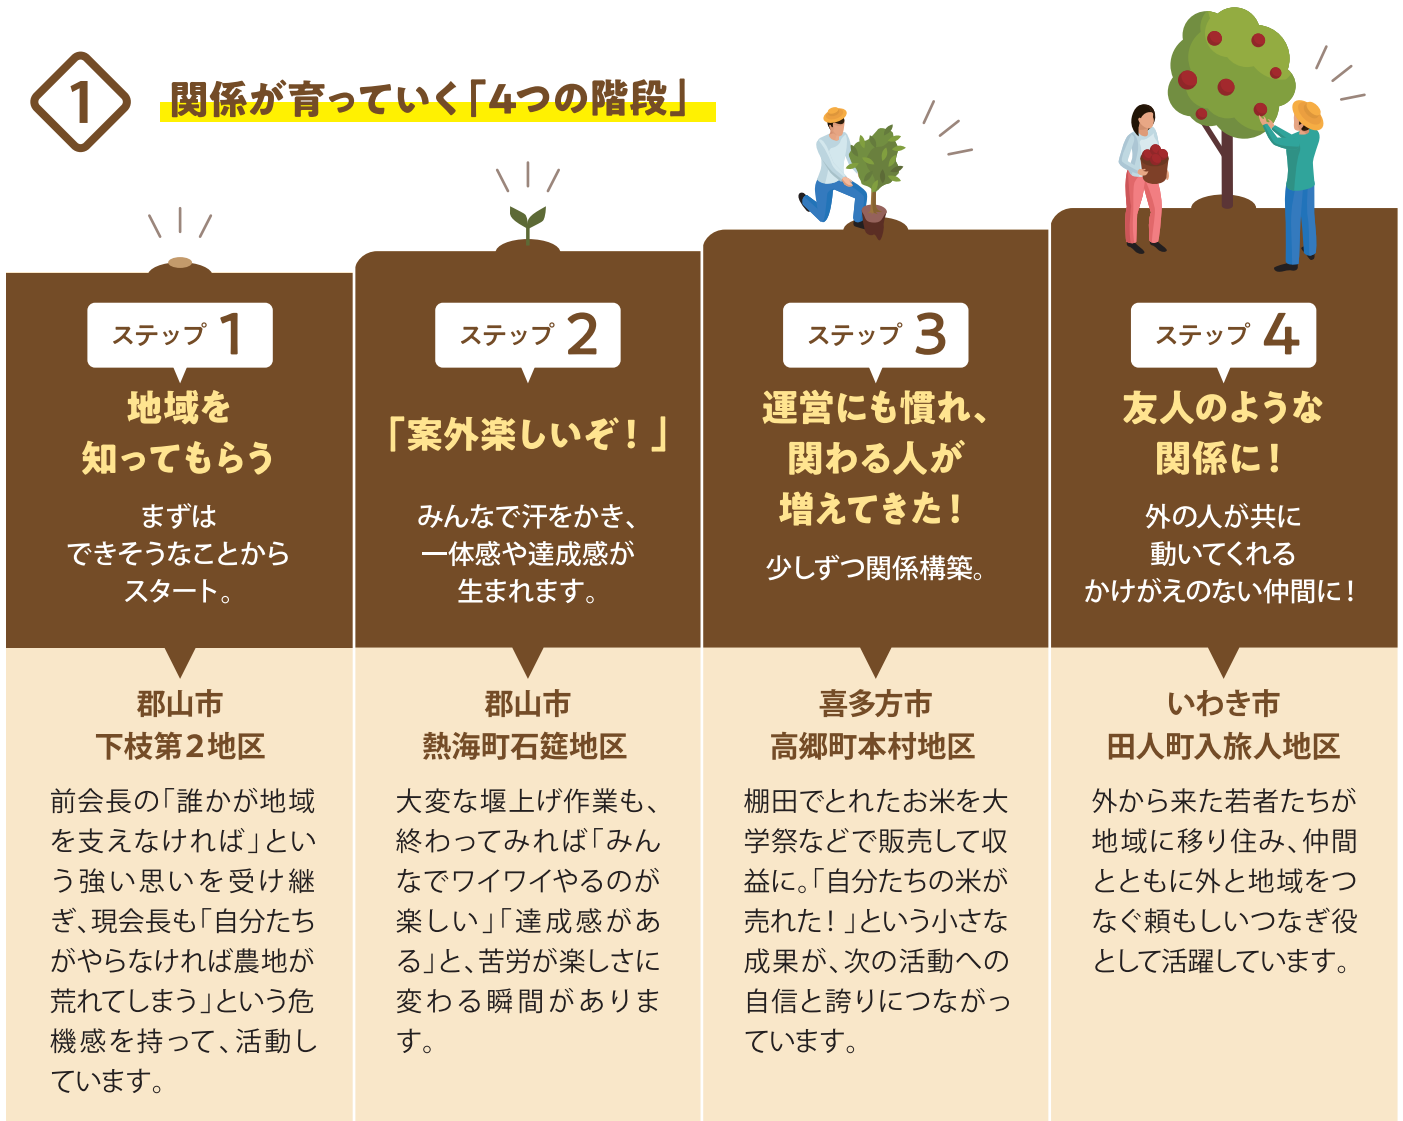 1
関係が育っていく「4つの階段」
ステップ 1
地域を
知ってもらう
まずは
できそうなことから
スタート。
郡山市
下枝第2地区
前会長の「誰かが地域
を支えなければ」とい
う強い思いを受け継
ぎ、現会長も「自分たち
がやらなければ農地が
荒れてしまう」という危
機感を持って、活動し
ています。
ステップ 2
「案外楽しいぞ！」
みんなで汗をかき、
一体感や達成感が
生まれます。
郡山市
熱海町石筵地区
大変な堰上げ作業も、
終わってみれば「みん
なでワイワイやるのが
楽しい」「達成感があ
る」と、苦労が楽しさに
変わる瞬間がありま
す。
ステップ 3
運営にも慣れ、
関わる人が
増えてきた！
少しずつ関係構築。
喜多方市
高郷町本村地区
棚田でとれたお米を大
学祭などで販売して収
益に。「自分たちの米が
売れた！」という小さな
成果が、次の活動への
自信と誇りにつながっ
ています。
ステップ 4
友人のような
関係に！
外の人が共に
動いてくれる
かけがえのない仲間に！
いわき市
田人町入旅人地区
外から来た若者たちが
地域に移り住み、仲間
とともに外と地域をつ
なぐ頼もしいつなぎ役
として活躍しています。